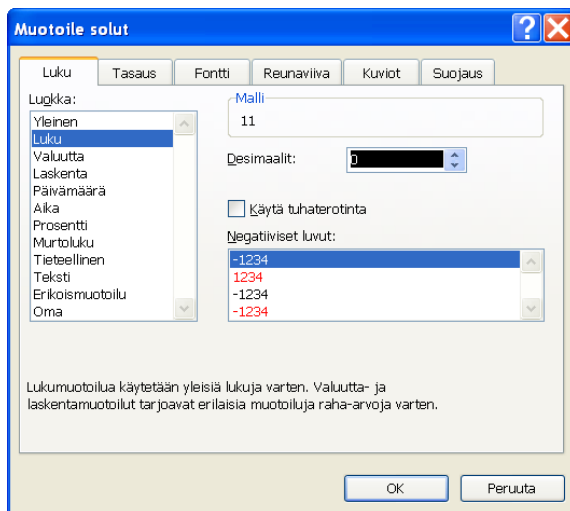 Muotoile solut
Luku Tasaus Fontti Reunaviiva Kuviot Suojaus
Luokka:
Yleinen
Luku
Valuutta
Laskenta
Päivämäärä
Aika
Prosentti
Murtoluku
Tieteellinen
Teksti
Erikoismuotoilu
Oma
Malli
11
Desimaalit: 0
Käytä tuhaterotinta
Negatiiviset luvut:
-1234
1234
-1234
-1234
Lukumuotoilua käytetään yleisiä lukuja varten. Valuutta- ja
laskentamuotoilut tarjoavat erilaisia muotoiluja raha-arvoja varten.
OK Peruuta